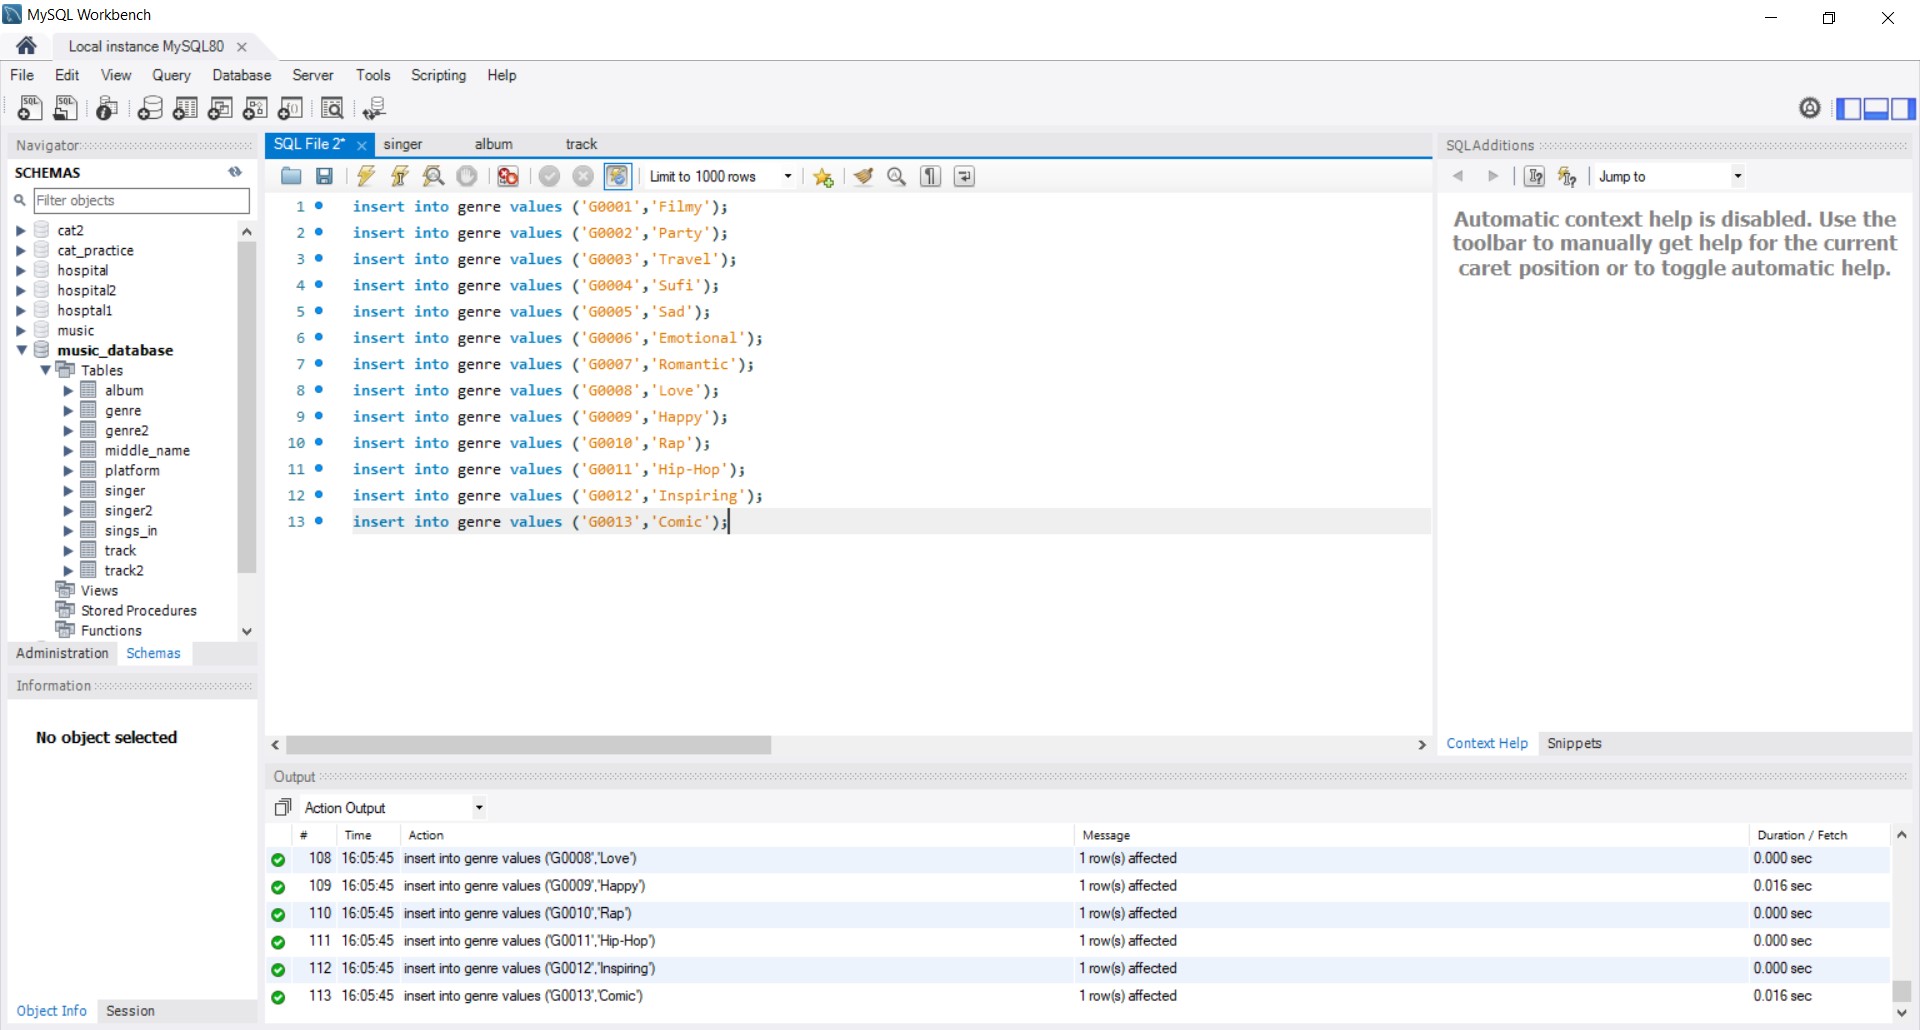 MySQL Workbench
Local instance MySQL80
File Edit View Query Database Server Tools Scripting Help
Navigator
SCHEMAS
Filter objects
cat2
cat_practice
hospital
hospital2
hosptal1
music
music_database
Tables
album
genre
genre2
middle_name
platform
singer
singer2
sings_in
track
track2
Views
Stored Procedures
Functions
Administration Schemas
Information
No object selected
Object Info Session
SQL File 2* singer album track
Limit to 1000 rows
1 insert into genre values ('G0001','Filmy');
2 insert into genre values ('G0002','Party');
3 insert into genre values ('G0003','Travel');
4 insert into genre values ('G0004','Sufi');
5 insert into genre values ('G0005','Sad');
6 insert into genre values ('G0006','Emotional');
7 insert into genre values ('G0007','Romantic');
8 insert into genre values ('G0008','Love');
9 insert into genre values ('G0009','Happy');
10 insert into genre values ('G0010','Rap');
11 insert into genre values ('G0011','Hip-Hop');
12 insert into genre values ('G0012','Inspiring');
13 insert into genre values ('G0013','Comic');
SQLAdditions
Jump to
Automatic context help is disabled. Use the
toolbar to manually get help for the current
caret position or to toggle automatic help.
Context Help Snippets
Output
Action Output
# Time Action Message Duration / Fetch
108 16:05:45 insert into genre values ('G0008','Love') 1 row(s) affected 0.000 sec
109 16:05:45 insert into genre values ('G0009','Happy') 1 row(s) affected 0.016 sec
110 16:05:45 insert into genre values ('G0010','Rap') 1 row(s) affected 0.000 sec
111 16:05:45 insert into genre values ('G0011','Hip-Hop') 1 row(s) affected 0.000 sec
112 16:05:45 insert into genre values ('G0012','Inspiring') 1 row(s) affected 0.000 sec
113 16:05:45 insert into genre values ('G0013','Comic') 1 row(s) affected 0.016 sec